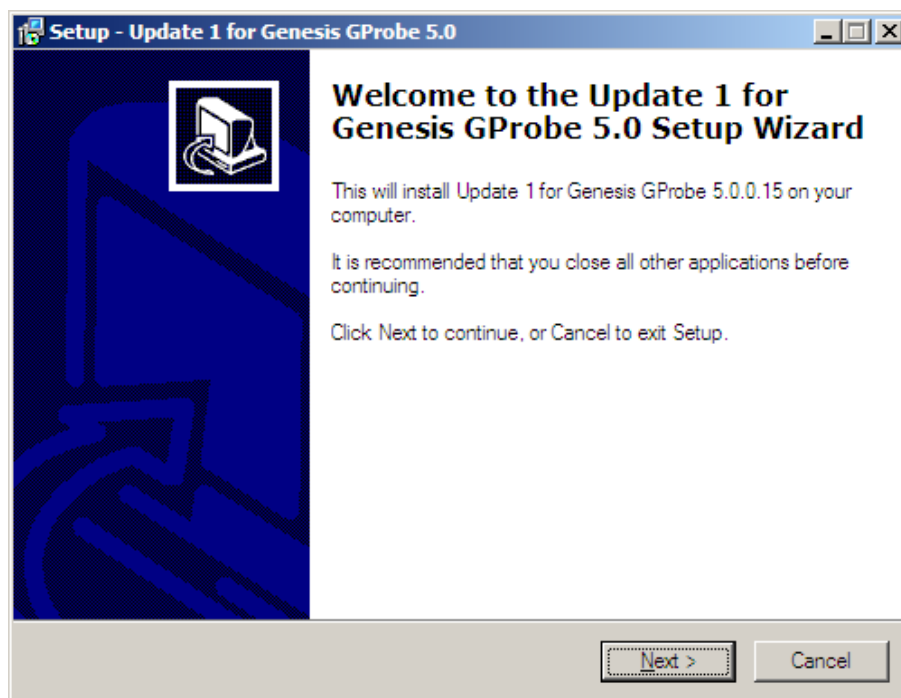 Setup - Update 1 for Genesis GProbe 5.0
Welcome to the Update 1 for
Genesis GProbe 5.0 Setup Wizard
This will install Update 1 for Genesis GProbe 5.0.0.15 on your
computer.
It is recommended that you close all other applications before
continuing.
Click Next to continue, or Cancel to exit Setup.
Next >
Cancel